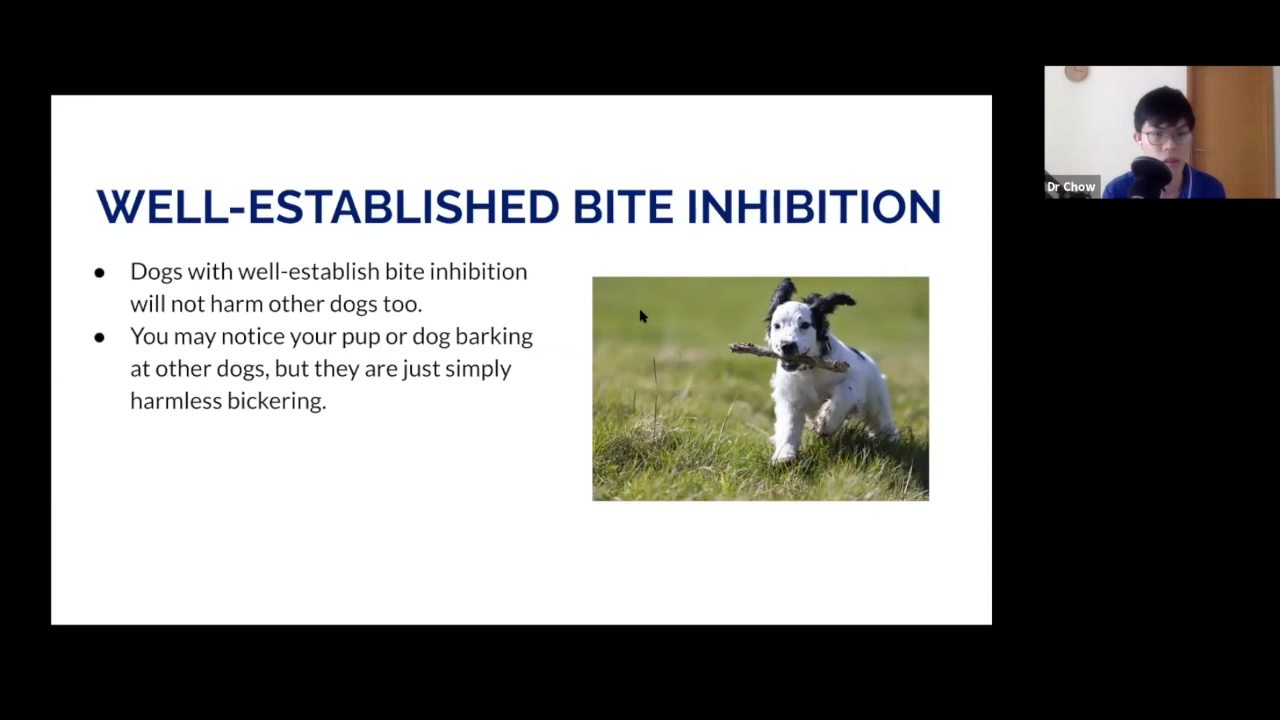 WELL-ESTABLISHED BITE INHIBITION
● Dogs with well-establish bite inhibition
will not harm other dogs too.
● You may notice your pup or dog barking
at other dogs, but they are just simply
harmless bickering.
Dr Chow